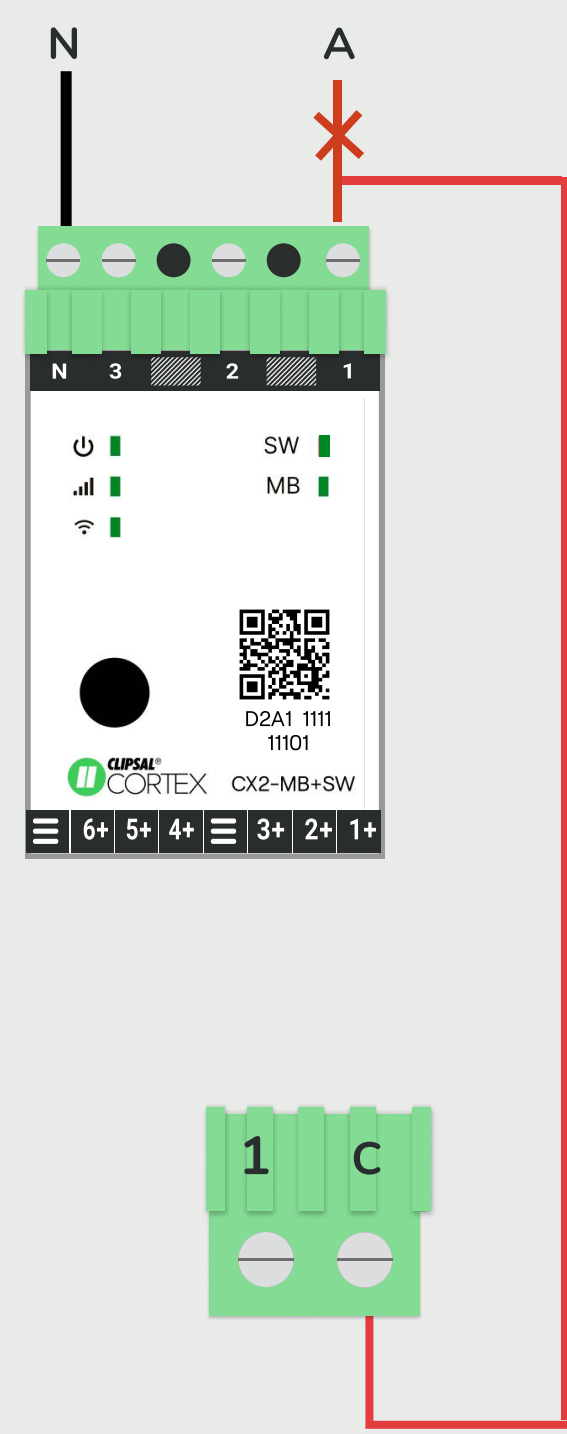 N A
N 3 2 1
SW
MB
D2A1 1111
11101
CLIPSAL®
CORTEX
CX2-MB+SW
6+ 5+ 4+ 3+ 2+ 1+
1 C